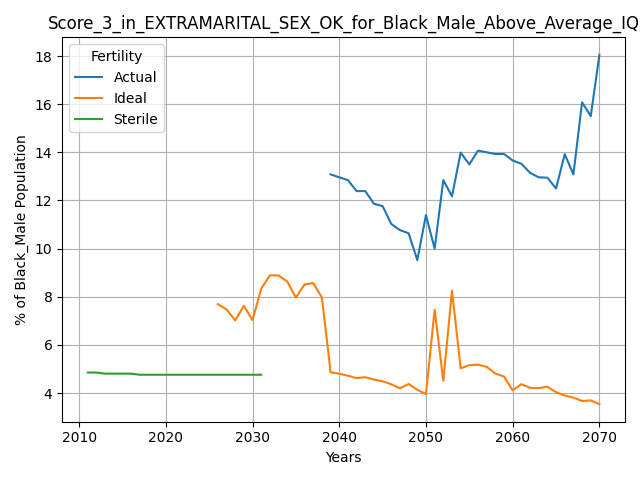 Score_3_in_EXTRAMARITAL_SEX_OK_for_Black_Male_Above_Average_IQ
Fertility
Actual
Ideal
Sterile
% of Black_Male Population
18
16
14
12
10
8
6
4
2010 2020 2030 2040 2050 2060 2070
Years